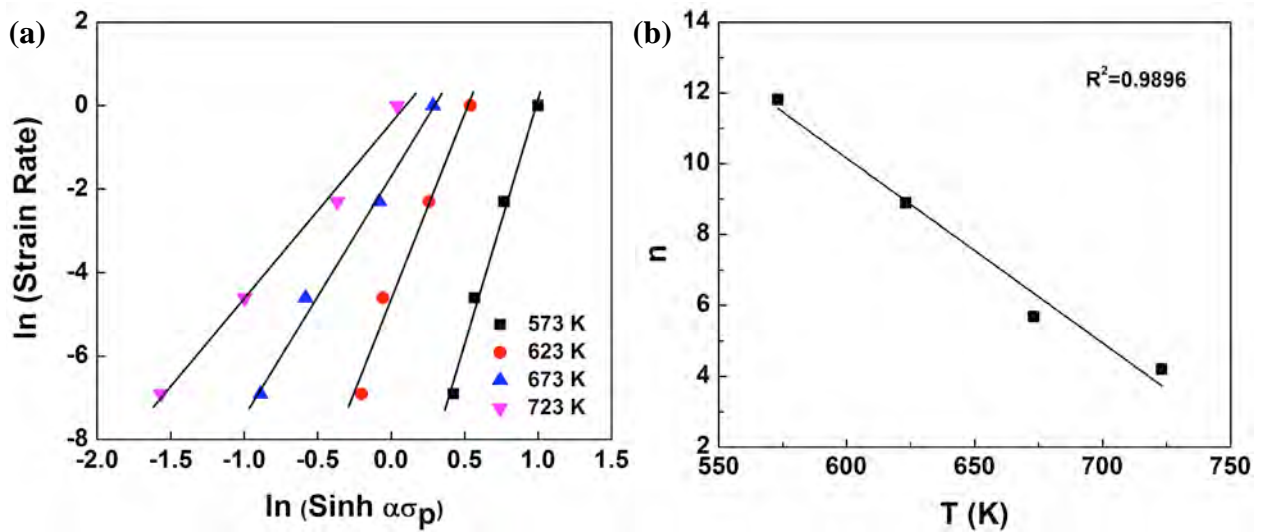 (a)
ln (Strain Rate)
2
0
-2
-4
-6
-8
-2.0 -1.5 -1.0 -0.5 0.0 0.5 1.0 1.5
ln (Sinh ασp)
573 K
623 K
673 K
723 K
(b)
n
14
12
10
8
6
4
2
550 600 650 700 750
T (K)
R²=0.9896